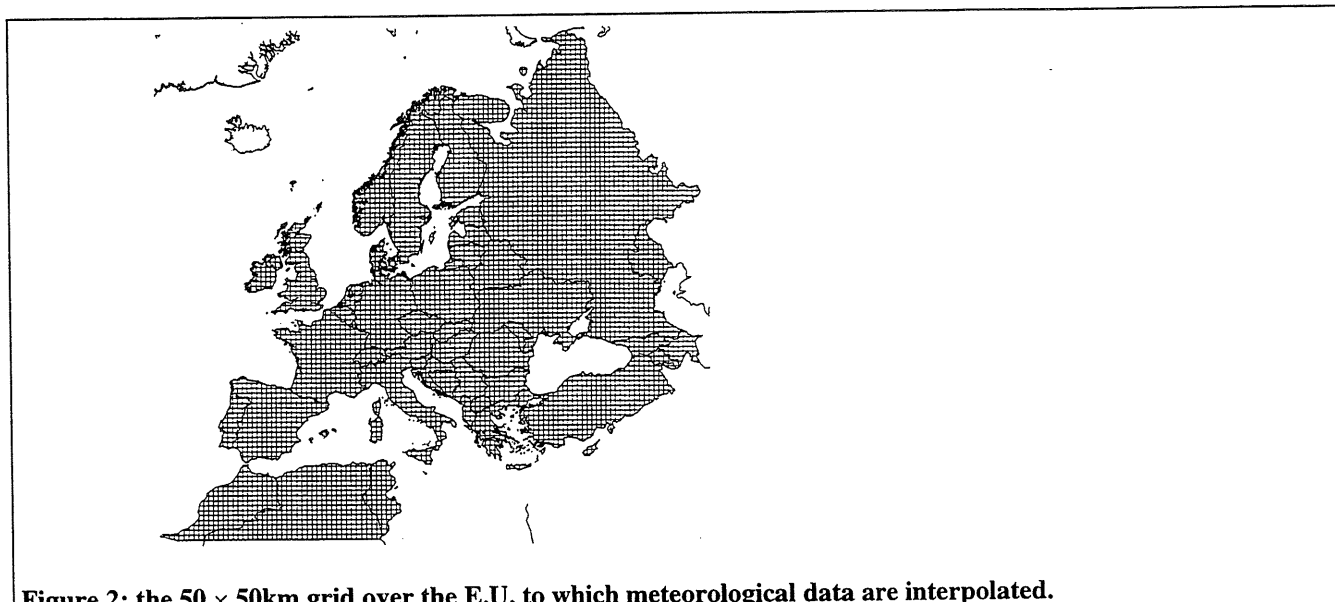 Figure 2: the 50 × 50km grid over the E.U. to which meteorological data are interpolated.